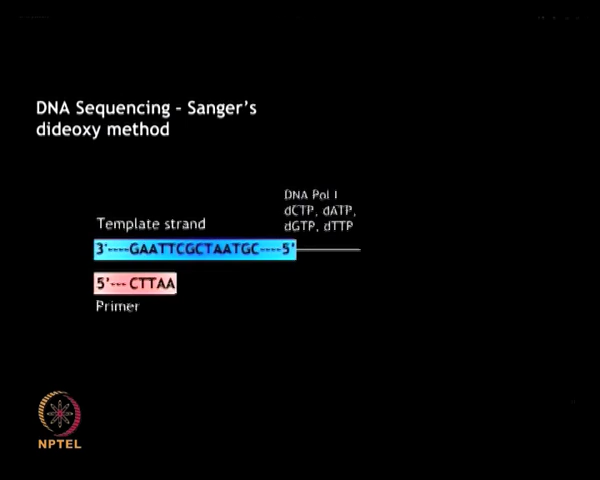 DNA Sequencing - Sanger's
dideoxy method
DNA Pol I
dCTP, dATP,
dGTP, dTTP
Template strand
3'----GAATTCGCTAATGC----5'
5'--- CTTAA
Primer
NPTEL